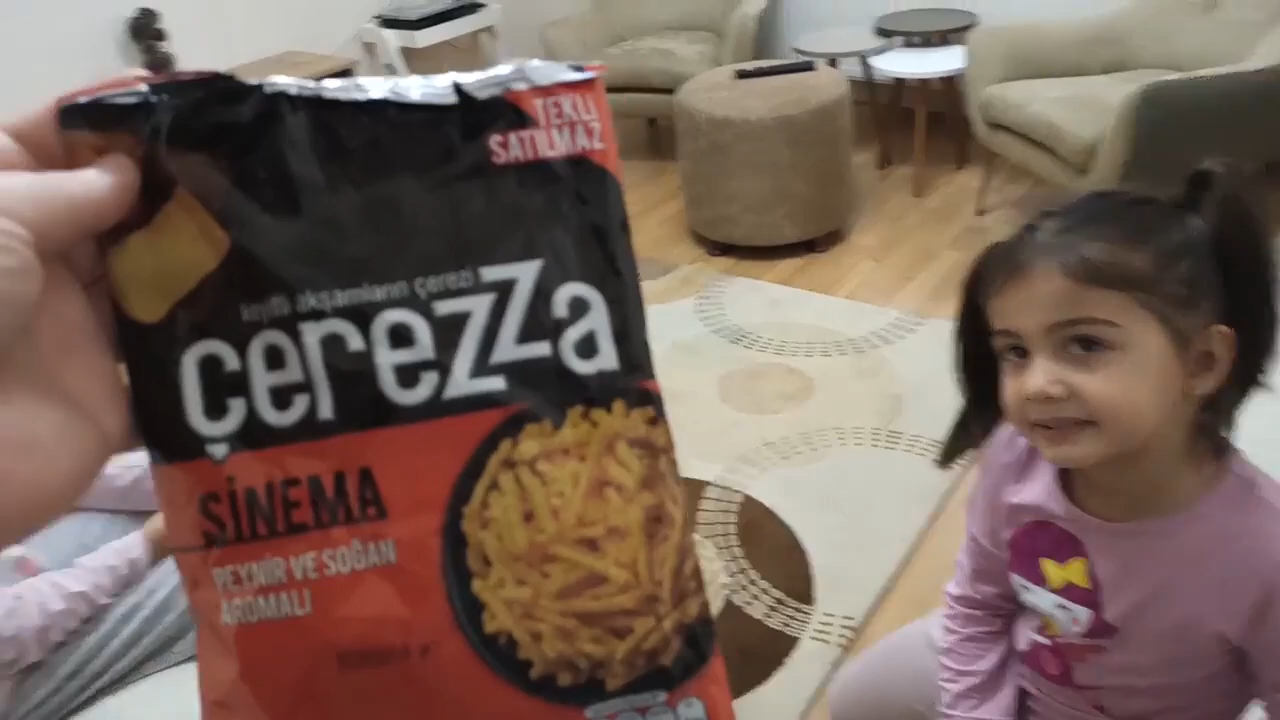 TEKLİ
SATILMAZ
keyifli akşamların çerezi
çerezza
SİNEMA
PEYNİR VE SOĞAN
AROMALI